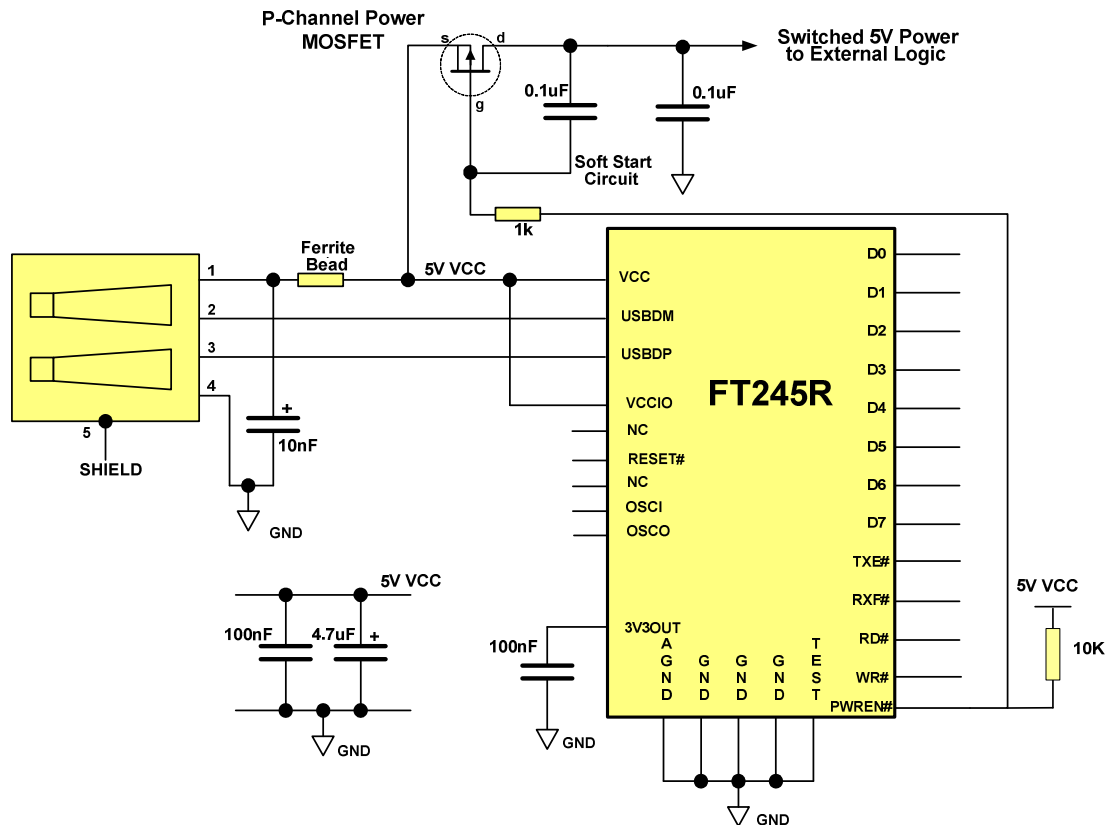 P-Channel Power
MOSFET
s
d
g
Switched 5V Power
to External Logic
0.1uF
0.1uF
Soft Start
Circuit
1k
Ferrite
Bead
5V VCC
1
2
3
4
5
SHIELD
+
10nF
GND
VCC
USBDM
USBDP
VCCIO
NC
RESET#
NC
OSCI
OSCO
3V3OUT
FT245R
D0
D1
D2
D3
D4
D5
D6
D7
TXE#
RXF#
RD#
WR#
PWREN#
AGND
GND
GND
GND
TEST
5V VCC
10K
5V VCC
100nF
4.7uF
+
GND
100nF
GND
GND